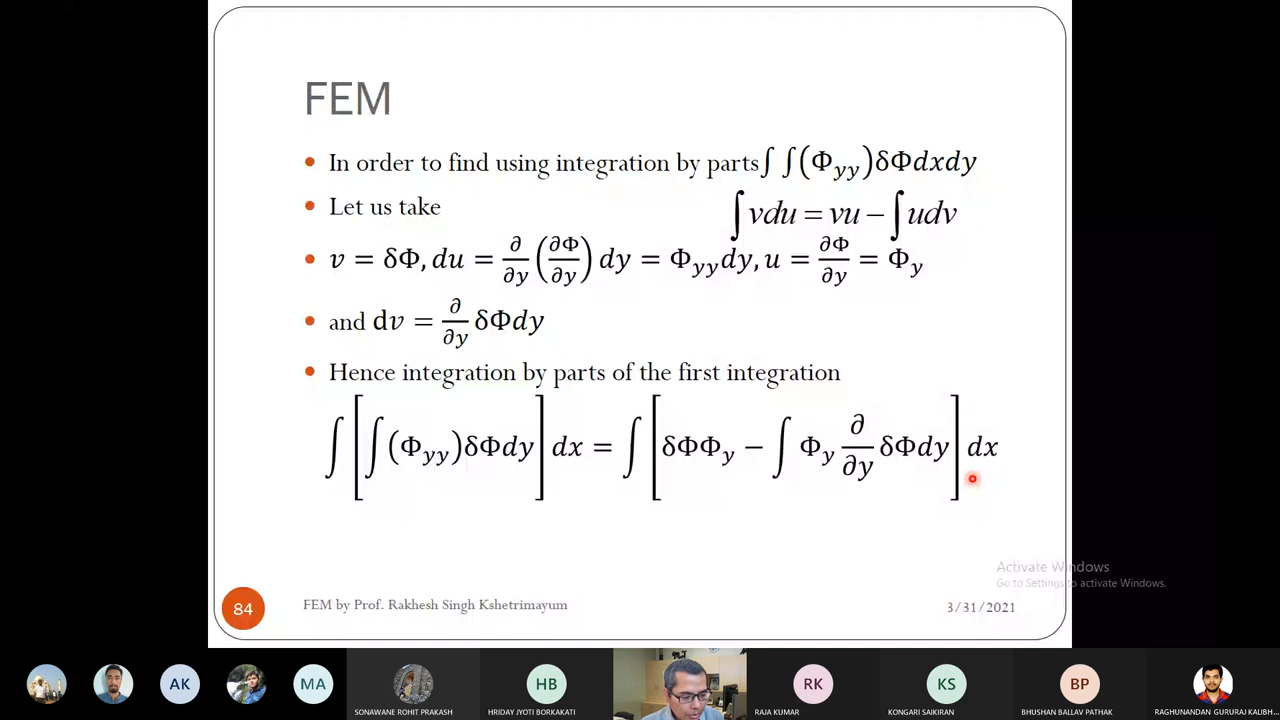 FEM
• In order to find using integration by parts∫ ∫(Φ_yy)δΦdxdy
• Let us take
∫vdu = vu − ∫udv
• v = δΦ, du = ∂/∂y (∂Φ/∂y) dy = Φ_yy dy, u = ∂Φ/∂y = Φ_y
• and dv = ∂/∂y δΦdy
• Hence integration by parts of the first integration
∫[∫(Φ_yy)δΦdy] dx = ∫[δΦΦ_y − ∫Φ_y ∂/∂y δΦdy] dx
Activate Windows
Go to Settings to activate Windows.
84
FEM by Prof. Rakhesh Singh Kshetrimayum
3/31/2021
AK
MA
HB
RK
KS
BP
SONAWANE ROHIT PRAKASH
HRIDAY JYOTI BORKAKATI
RAJA KUMAR
KONGARI SAIKIRAN
BHUSHAN BALLAV PATHAK
RAGHUNANDAN GURURAJ KALIBH...